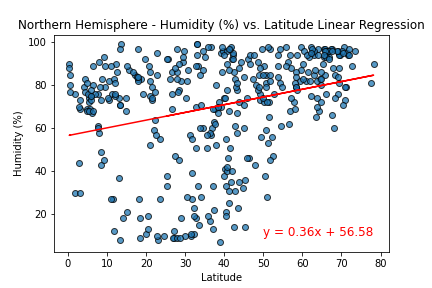 Northern Hemisphere - Humidity (%) vs. Latitude Linear Regression
100
80
60
40
20
Humidity (%)
y = 0.36x + 56.58
0 10 20 30 40 50 60 70 80
Latitude